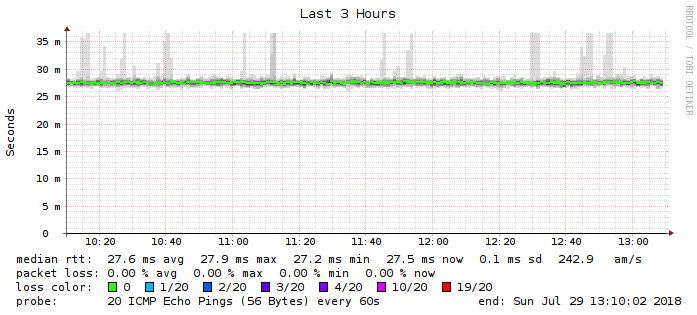 Last 3 Hours
RRDTOOL / TOBI OETIKER
Seconds
35 m
30 m
25 m
20 m
15 m
10 m
5 m
0
10:20 10:40 11:00 11:20 11:40 12:00 12:20 12:40 13:00
median rtt: 27.6 ms avg 27.9 ms max 27.2 ms min 27.5 ms now 0.1 ms sd 242.9 am/s
packet loss: 0.00 % avg 0.00 % max 0.00 % min 0.00 % now
loss color: 0 1/20 2/20 3/20 4/20 10/20 19/20
probe: 20 ICMP Echo Pings (56 Bytes) every 60s end: Sun Jul 29 13:10:02 2018